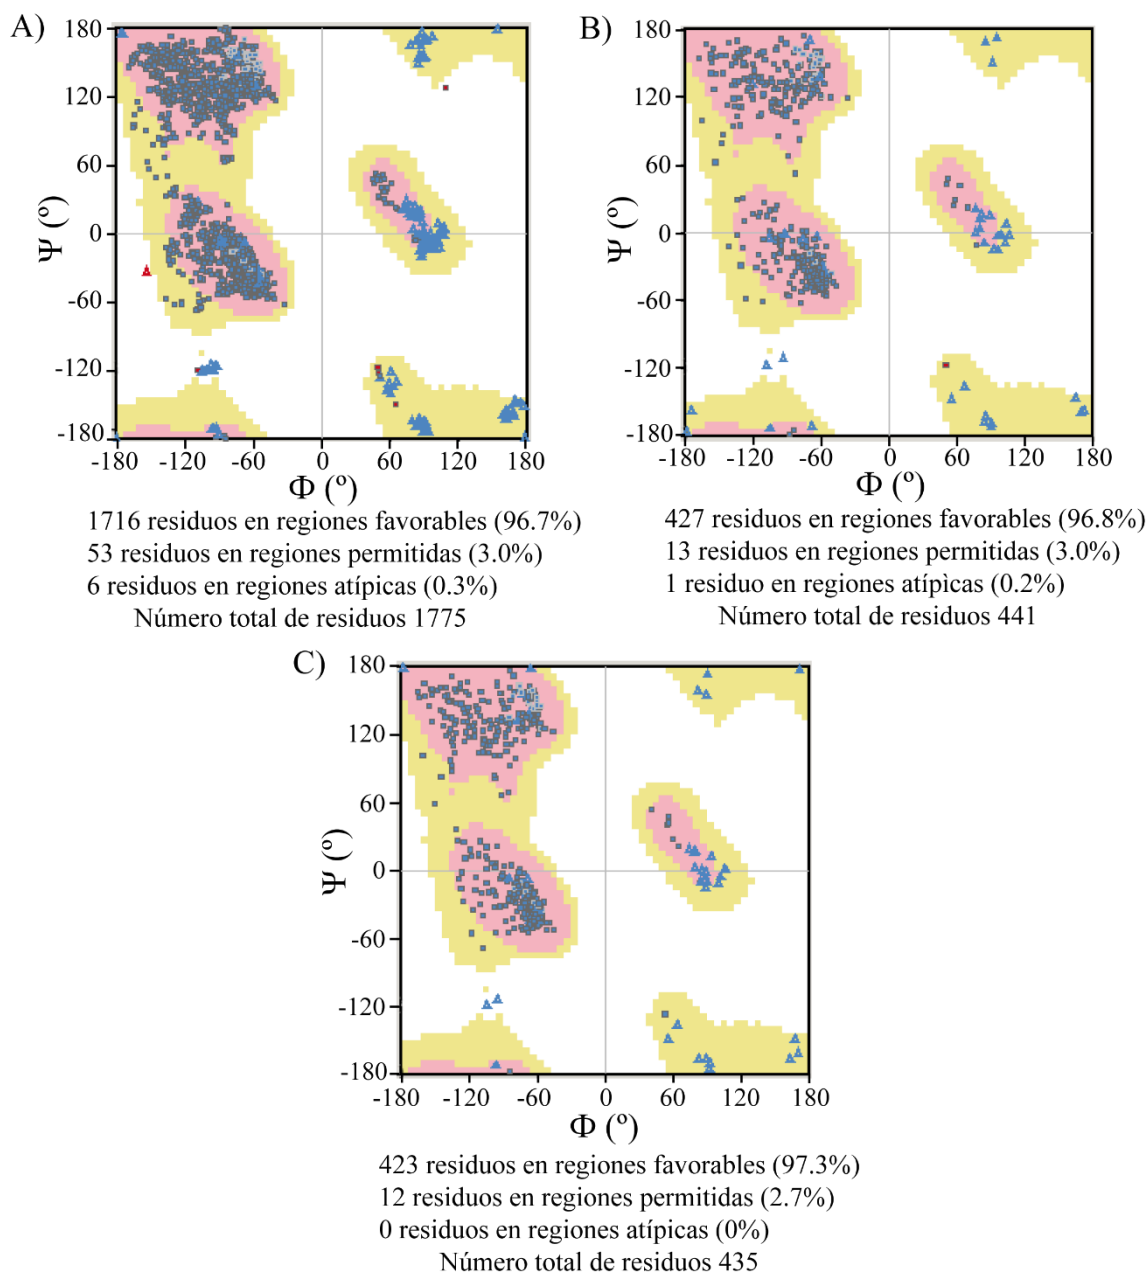 A)
180
120
60
0
-60
-120
-180
Ψ (º)
-180 -120 -60 0 60 120 180
Φ (º)
1716 residuos en regiones favorables (96.7%)
53 residuos en regiones permitidas (3.0%)
6 residuos en regiones atípicas (0.3%)
Número total de residuos 1775
B)
180
120
60
0
-60
-120
-180
Ψ (º)
-180 -120 -60 0 60 120 180
Φ (º)
427 residuos en regiones favorables (96.8%)
13 residuos en regiones permitidas (3.0%)
1 residuo en regiones atípìcas (0.2%)
Número total de residuos 441
C)
180
120
60
0
-60
-120
-180
Ψ (º)
-180 -120 -60 0 60 120 180
Φ (º)
423 residuos en regiones favorables (97.3%)
12 residuos en regiones permitidas (2.7%)
0 residuos en regiones atípicas (0%)
Número total de residuos 435